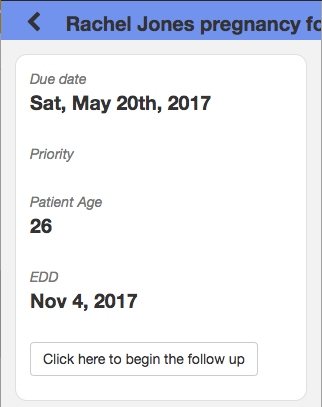 Rachel Jones pregnancy fo
Due date
Sat, May 20th, 2017
Priority
Patient Age
26
EDD
Nov 4, 2017
Click here to begin the follow up